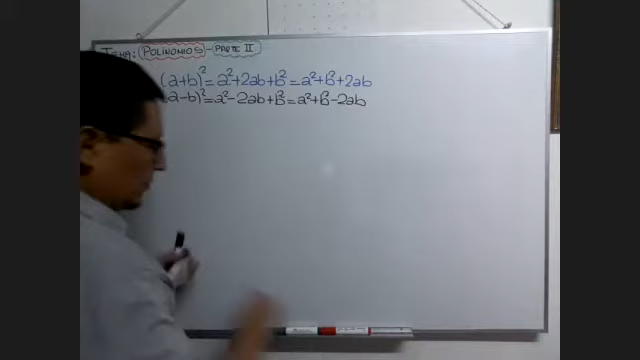 Tema: Polinomios - Parte II
(a+b)² = a²+2ab+b² = a²+b²+2ab
a-b)² = a²-2ab+b² = a²+b²-2ab